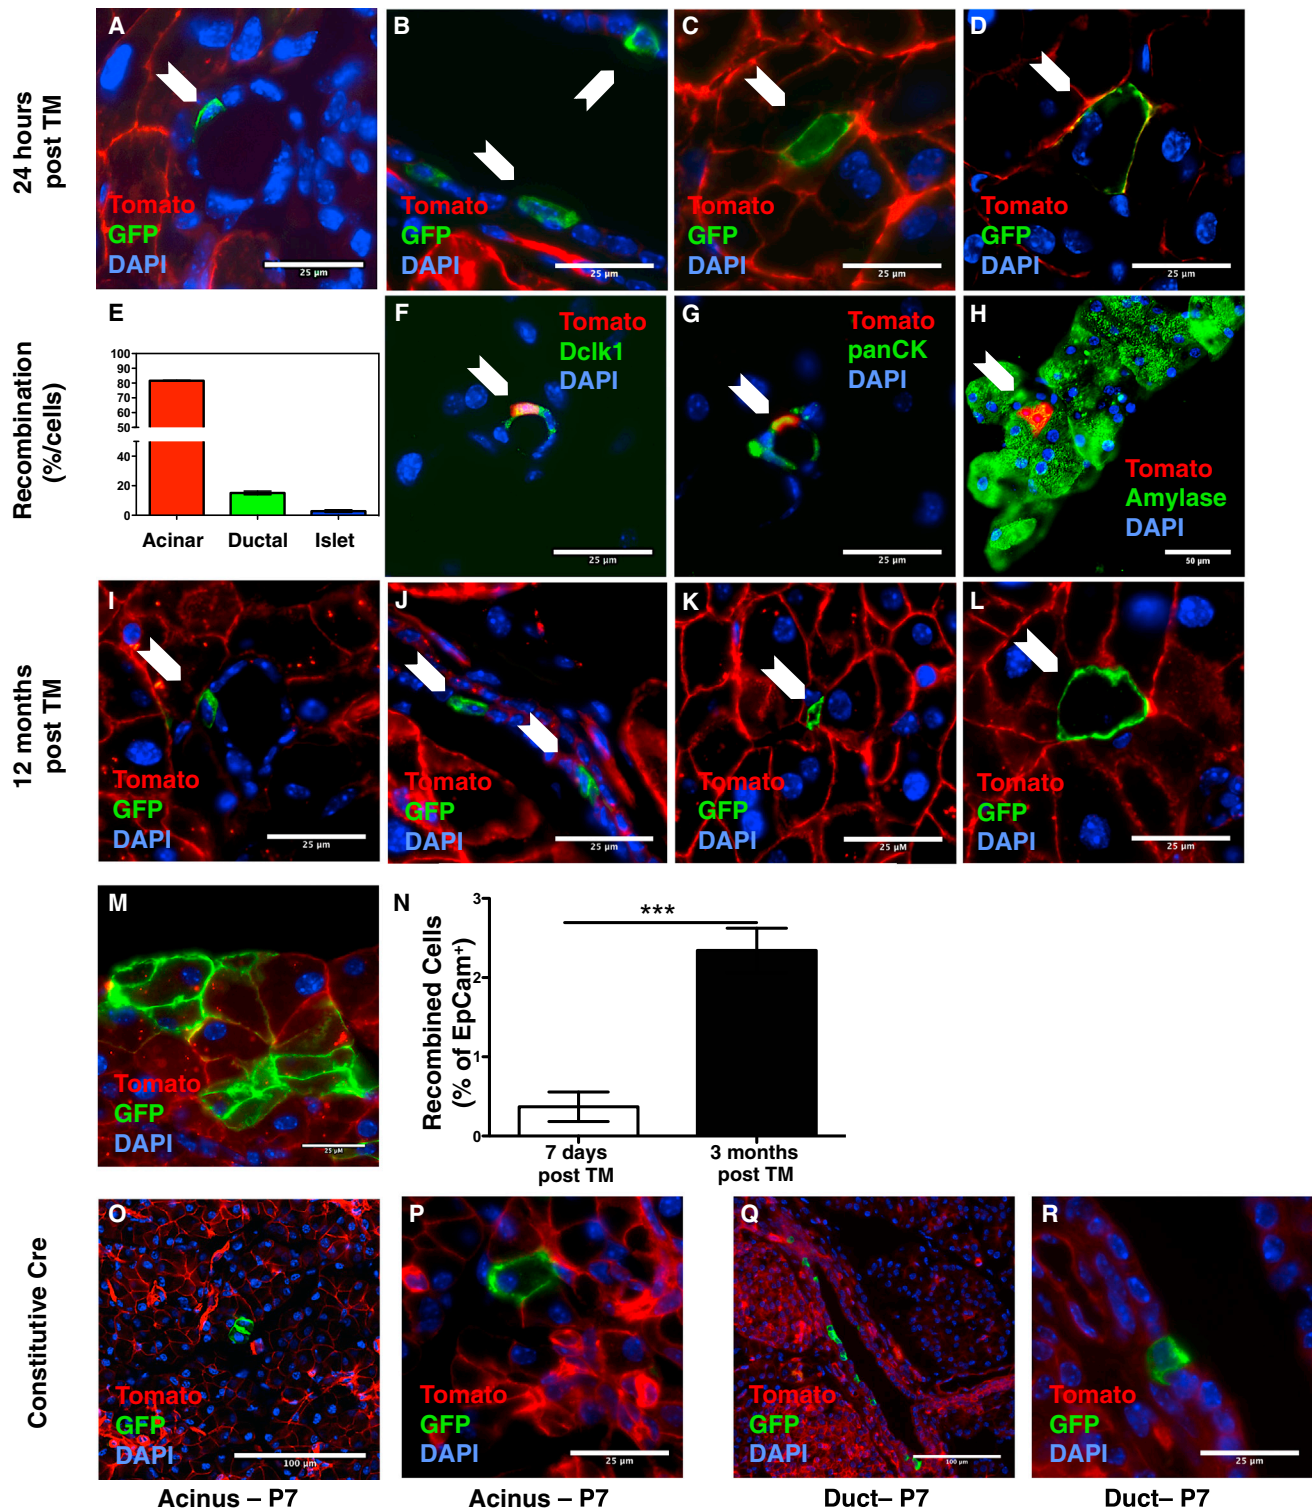 24 hours
post TM
A
Tomato
GFP
DAPI
25 µm
B
Tomato
GFP
DAPI
25 µm
C
Tomato
GFP
DAPI
25 µm
D
Tomato
GFP
DAPI
25 µm
Recombination
(%/cells)
E
100
90
80
70
60
50
40
20
0
Acinar Ductal Islet
F
Tomato
Dclk1
DAPI
25 µm
G
Tomato
panCK
DAPI
25 µm
H
Tomato
Amylase
DAPI
50 µm
12 months
post TM
I
Tomato
GFP
DAPI
25 µm
J
Tomato
GFP
DAPI
25 µm
K
Tomato
GFP
DAPI
25 µM
L
Tomato
GFP
DAPI
25 µm
M
Tomato
GFP
DAPI
25 µM
N
Recombined Cells
(% of EpCam⁺)
3
2
1
0
***
7 days
post TM
3 months
post TM
Constitutive Cre
O
Tomato
GFP
DAPI
100 µm
Acinus – P7
P
Tomato
GFP
DAPI
25 µm
Acinus – P7
Q
Tomato
GFP
DAPI
100 µm
Duct– P7
R
Tomato
GFP
DAPI
25 µm
Duct– P7